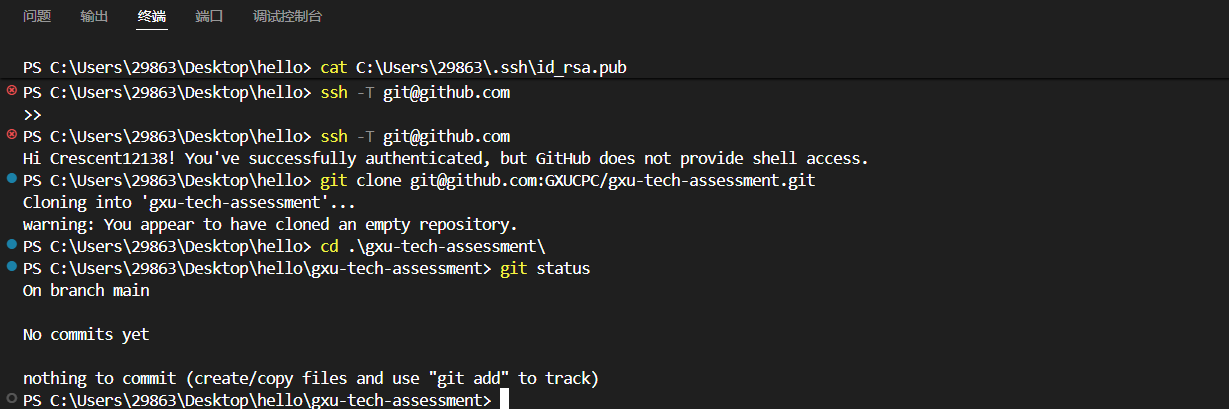 问题 输出 终端 端口 调试控制台
PS C:\Users\29863\Desktop\hello> cat C:\Users\29863\.ssh\id_rsa.pub
PS C:\Users\29863\Desktop\hello> ssh -T git@github.com
>>
PS C:\Users\29863\Desktop\hello> ssh -T git@github.com
Hi Crescent12138! You've successfully authenticated, but GitHub does not provide shell access.
PS C:\Users\29863\Desktop\hello> git clone git@github.com:GXUCPC/gxu-tech-assessment.git
Cloning into 'gxu-tech-assessment'...
warning: You appear to have cloned an empty repository.
PS C:\Users\29863\Desktop\hello> cd .\gxu-tech-assessment\
PS C:\Users\29863\Desktop\hello\gxu-tech-assessment> git status
On branch main
No commits yet
nothing to commit (create/copy files and use "git add" to track)
PS C:\Users\29863\Desktop\hello\gxu-tech-assessment>